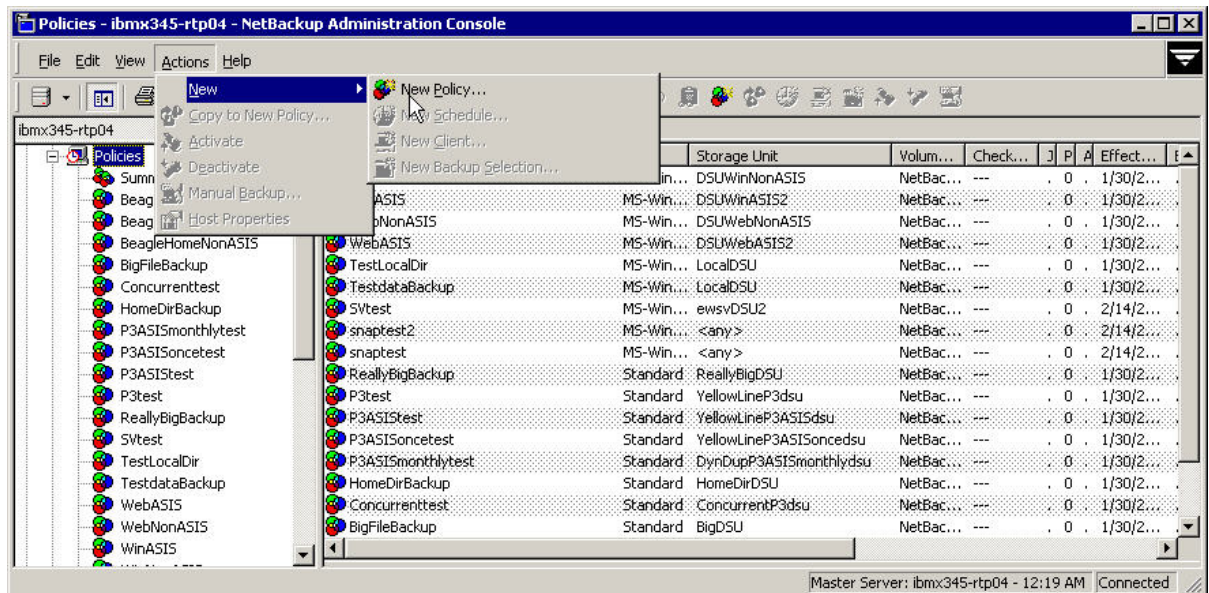 Policies - ibmx345-rtp04 - NetBackup Administration Console
File Edit View Actions Help
New
Copy to New Policy...
Activate
Deactivate
Manual Backup...
Host Properties
New Policy...
New Schedule...
New Client...
New Backup Selection...
ibmx345-rtp04
Policies
Summ
Beag
Beag
BeagleHomeNonASIS
BigFileBackup
Concurrenttest
HomeDirBackup
P3ASISmonthlytest
P3ASISoncetest
P3ASIStest
P3test
ReallyBigBackup
SVtest
TestLocalDir
TestdataBackup
WebASIS
WebNonASIS
WinASIS
Storage Unit Volum... Check... J P A Effect...
in... DSUWinNonASIS NetBac... --- . 0 . 1/30/2...
ASIS MS-Win... DSUWinASIS2 NetBac... --- . 0 . 1/30/2...
NonASIS MS-Win... DSUWebNonASIS NetBac... --- . 0 . 1/30/2...
WebASIS MS-Win... DSUWebASIS2 NetBac... --- . 0 . 1/30/2...
TestLocalDir MS-Win... LocalDSU NetBac... --- . 0 . 1/30/2...
TestdataBackup MS-Win... LocalDSU NetBac... --- . 0 . 1/30/2...
SVtest MS-Win... ewsvDSU2 NetBac... --- . 0 . 2/14/2...
snaptest2 MS-Win... <any> NetBac... --- . 0 . 2/14/2...
snaptest MS-Win... <any> NetBac... --- . 0 . 2/14/2...
ReallyBigBackup Standard ReallyBigDSU NetBac... --- . 0 . 1/30/2...
P3test Standard YellowLineP3dsu NetBac... --- . 0 . 1/30/2...
P3ASIStest Standard YellowLineP3ASISdsu NetBac... --- . 0 . 1/30/2...
P3ASISoncetest Standard YellowLineP3ASISoncedsu NetBac... --- . 0 . 1/30/2...
P3ASISmonthlytest Standard DynDupP3ASISmonthlydsu NetBac... --- . 0 . 1/30/2...
HomeDirBackup Standard HomeDirDSU NetBac... --- . 0 . 1/30/2...
Concurrenttest Standard ConcurrentP3dsu NetBac... --- . 0 . 1/30/2...
BigFileBackup Standard BigDSU NetBac... --- . 0 . 1/30/2...
Master Server: ibmx345-rtp04 - 12:19 AM Connected